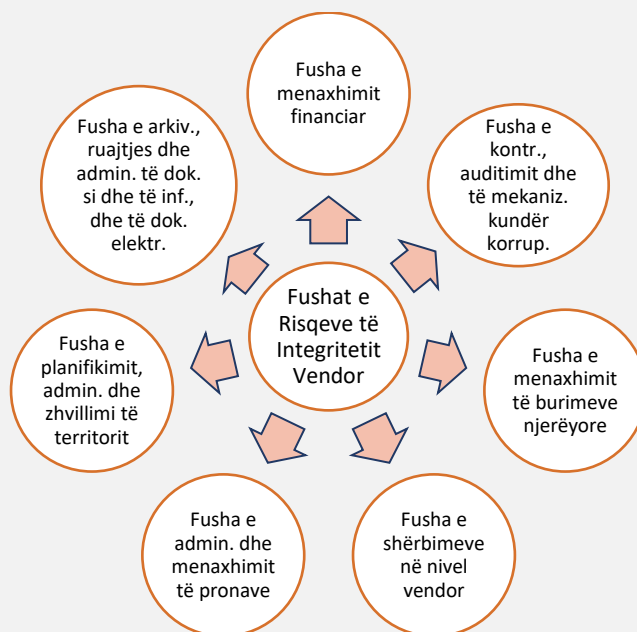 Fusha e
menaxhimit
financiar
Fusha e
kontr.,
auditimit dhe
të mekaniz.
kundër
korrup.
Fusha e
menaxhimit
të burimeve
njerëyore
Fusha e
shërbimeve
në nivel
vendor
Fusha e
admin. dhe
menaxhimit
të pronave
Fusha e
planifikimit,
admin. dhe
zhvillimi të
territorit
Fusha e arkiv.,
ruajtjes dhe
admin. të dok.
si dhe të inf.,
dhe të dok.
elektr.
Fushat e
Risqeve të
Integritetit
Vendor